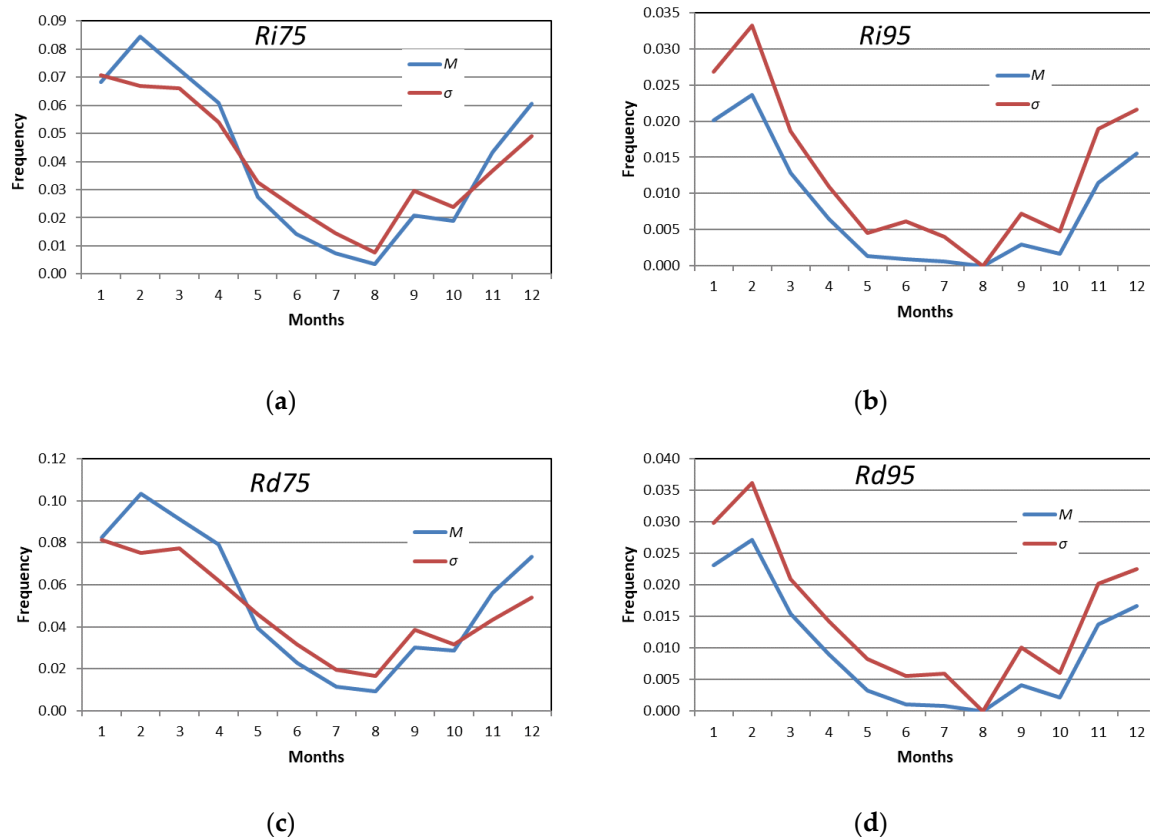 Ri75
0.09
0.08
0.07
0.06
0.05
0.04
0.03
0.02
0.01
0.00
Frequency
M
σ
1 2 3 4 5 6 7 8 9 10 11 12
Months
(a)
Ri95
0.035
0.030
0.025
0.020
0.015
0.010
0.005
0.000
Frequency
M
σ
1 2 3 4 5 6 7 8 9 10 11 12
Months
(b)
Rd75
0.12
0.10
0.08
0.06
0.04
0.02
0.00
Frequency
M
σ
1 2 3 4 5 6 7 8 9 10 11 12
Months
(c)
Rd95
0.040
0.035
0.030
0.025
0.020
0.015
0.010
0.005
0.000
Frequency
M
σ
1 2 3 4 5 6 7 8 9 10 11 12
Months
(d)